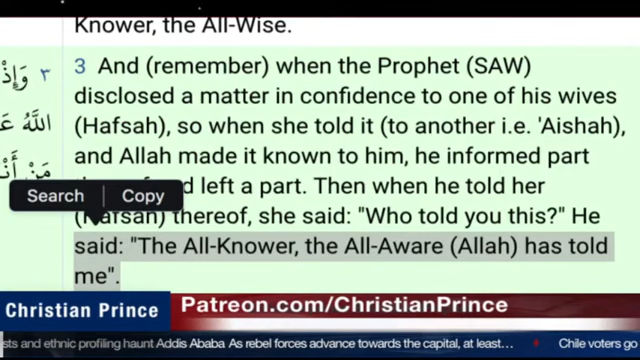 Knower, the All-Wise.
3 And (remember) when the Prophet (SAW)
disclosed a matter in confidence to one of his wives
(Hafsah), so when she told it (to another i.e. 'Aishah),
and Allah made it known to him, he informed part
left a part. Then when he told her
(Hafsah) thereof, she said: "Who told you this?" He
said: "The All-Knower, the All-Aware (Allah) has told
me".
٣ وَإِذْ
اللَّهُ
مَنْ
Search Copy
Christian Prince
Patreon.com/ChristianPrince
and ethnic profiling haunt Addis Ababa As rebel forces advance towards the capital, at least... Chile voters go